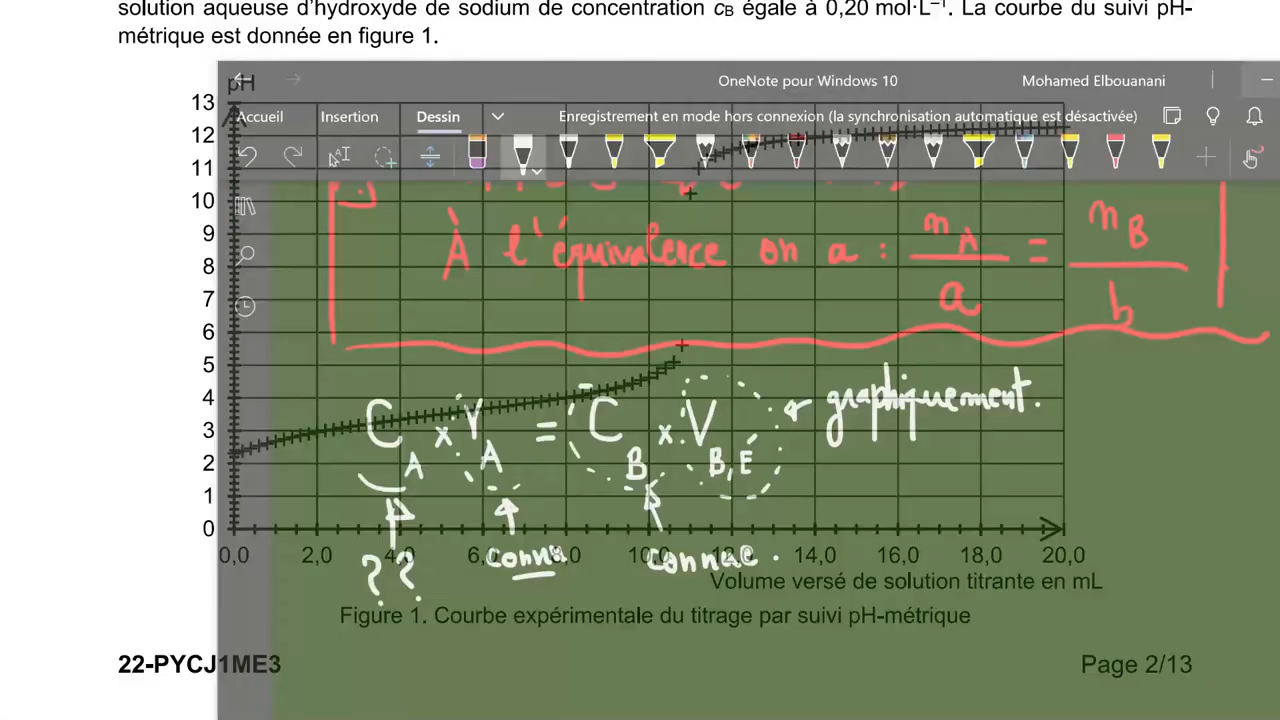 solution aqueuse d’hydroxyde de sodium de concentration cB égale à 0,20 mol·L⁻¹. La courbe du suivi pH-
métrique est donnée en figure 1.
OneNote pour Windows 10 Mohamed Elbouanani
pH
13
Accueil Insertion Dessin Enregistrement en mode hors connexion (la synchronisation automatique est désactivée)
12
11
10
9
À l'équivalence on a : nA/a = nB/b
8
7
6
5
4
CA × VA = CB × VB,E graphiquement.
3
2
1
0
0,0 2,0 4,0 6,0 8,0 10,0 12,0 14,0 16,0 18,0 20,0
?? connu connue.
Volume versé de solution titrante en mL
Figure 1. Courbe expérimentale du titrage par suivi pH-métrique
22-PYCJ1ME3 Page 2/13